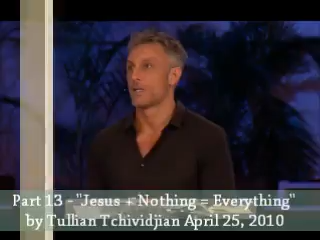 Part 13 - "Jesus + Nothing = Everything"
by Tullian Tchividjian April 25, 2010